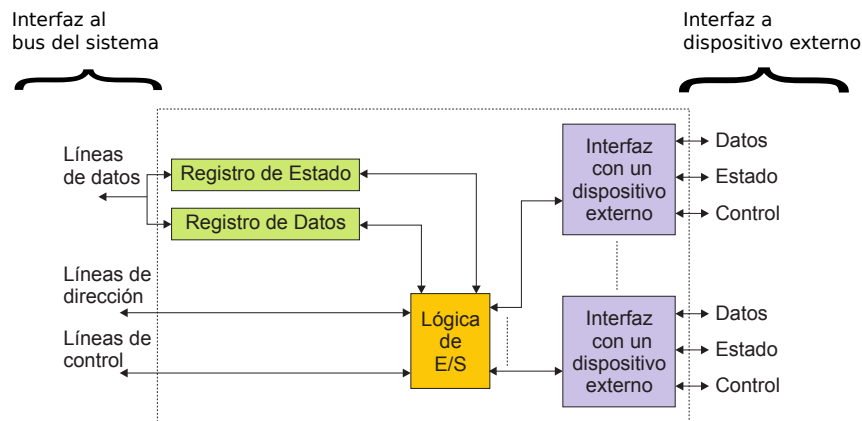 Interfaz al
bus del sistema
Interfaz a
dispositivo externo
Líneas
de datos
Registro de Estado
Registro de Datos
Líneas de
dirección
Líneas de
control
Lógica
de
E/S
Interfaz
con un
dispositivo
externo
Datos
Estado
Control
Interfaz
con un
dispositivo
externo
Datos
Estado
Control